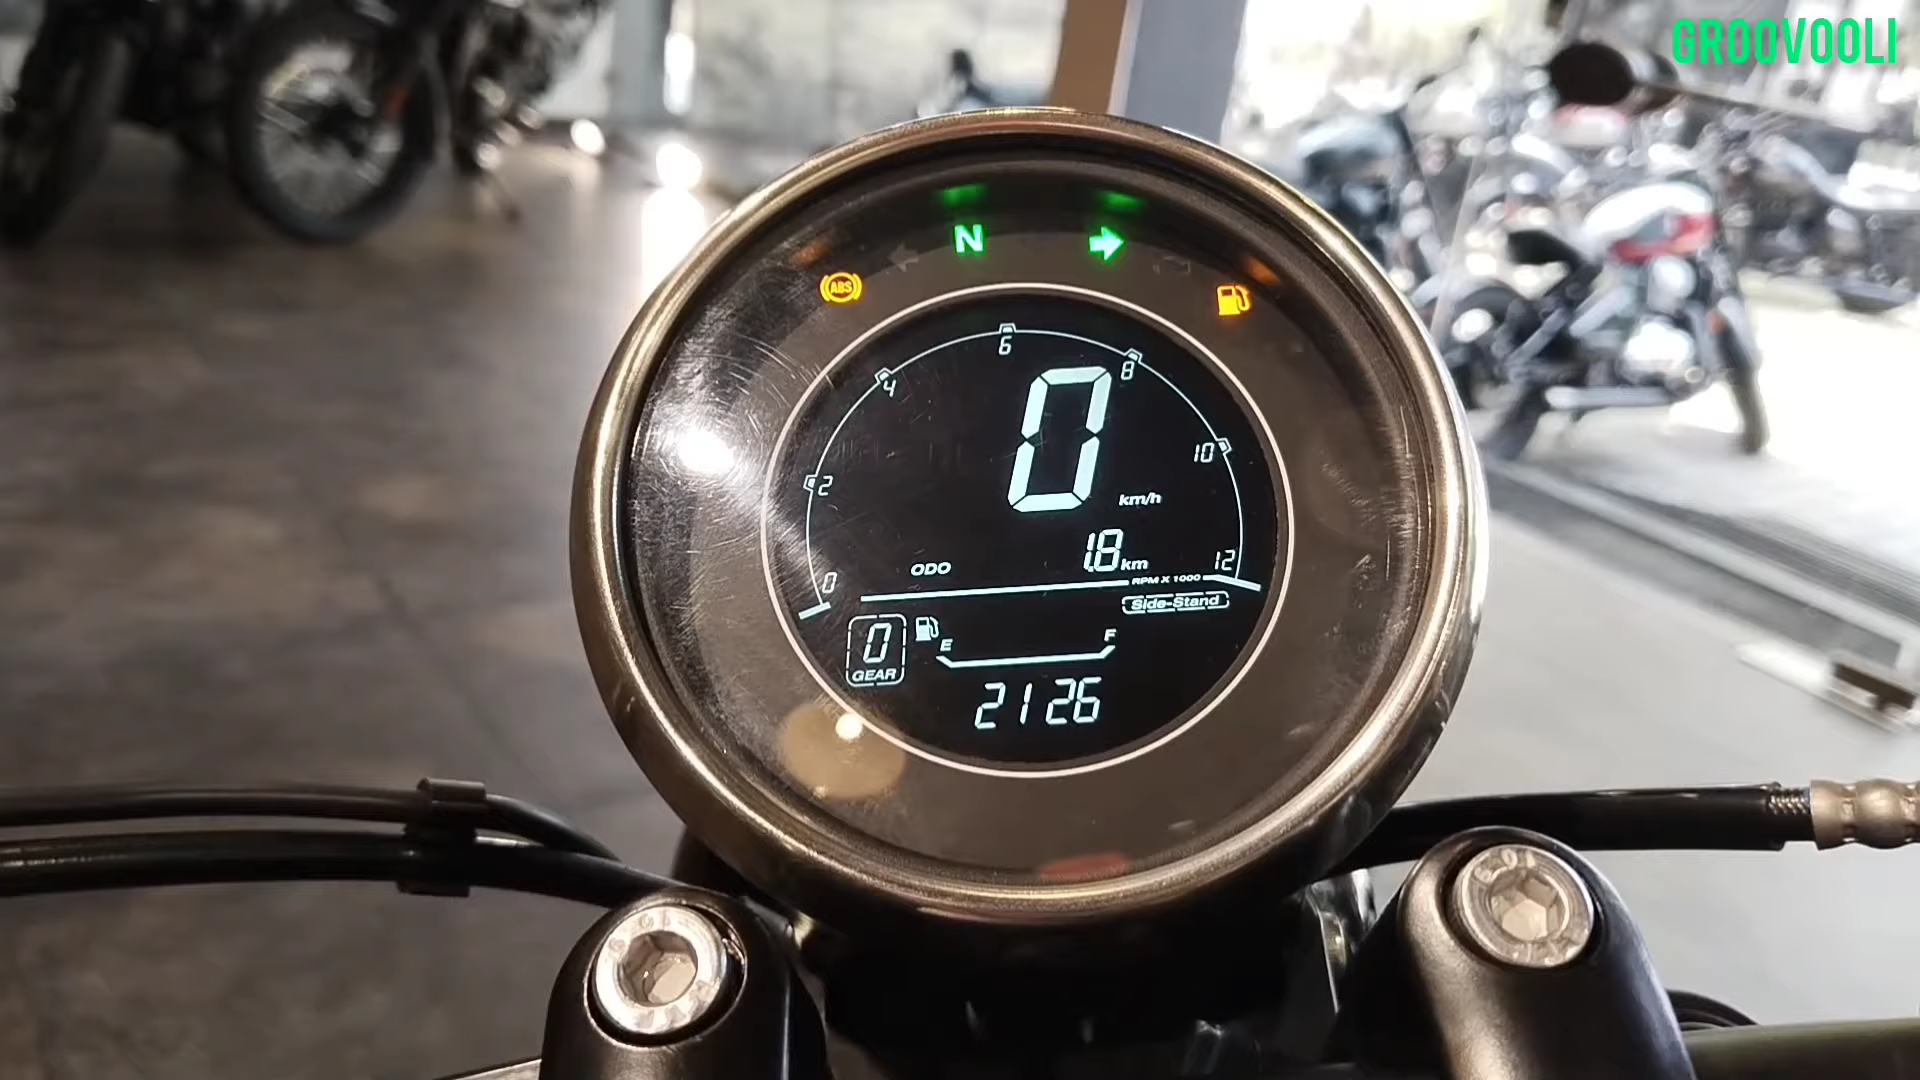 GROOVOOLI
N
ABS
6
8
4
0
10
2
km/h
1.8 km
ODO
12
0
RPM X 1000
Side-Stand
0
E
F
GEAR
2126